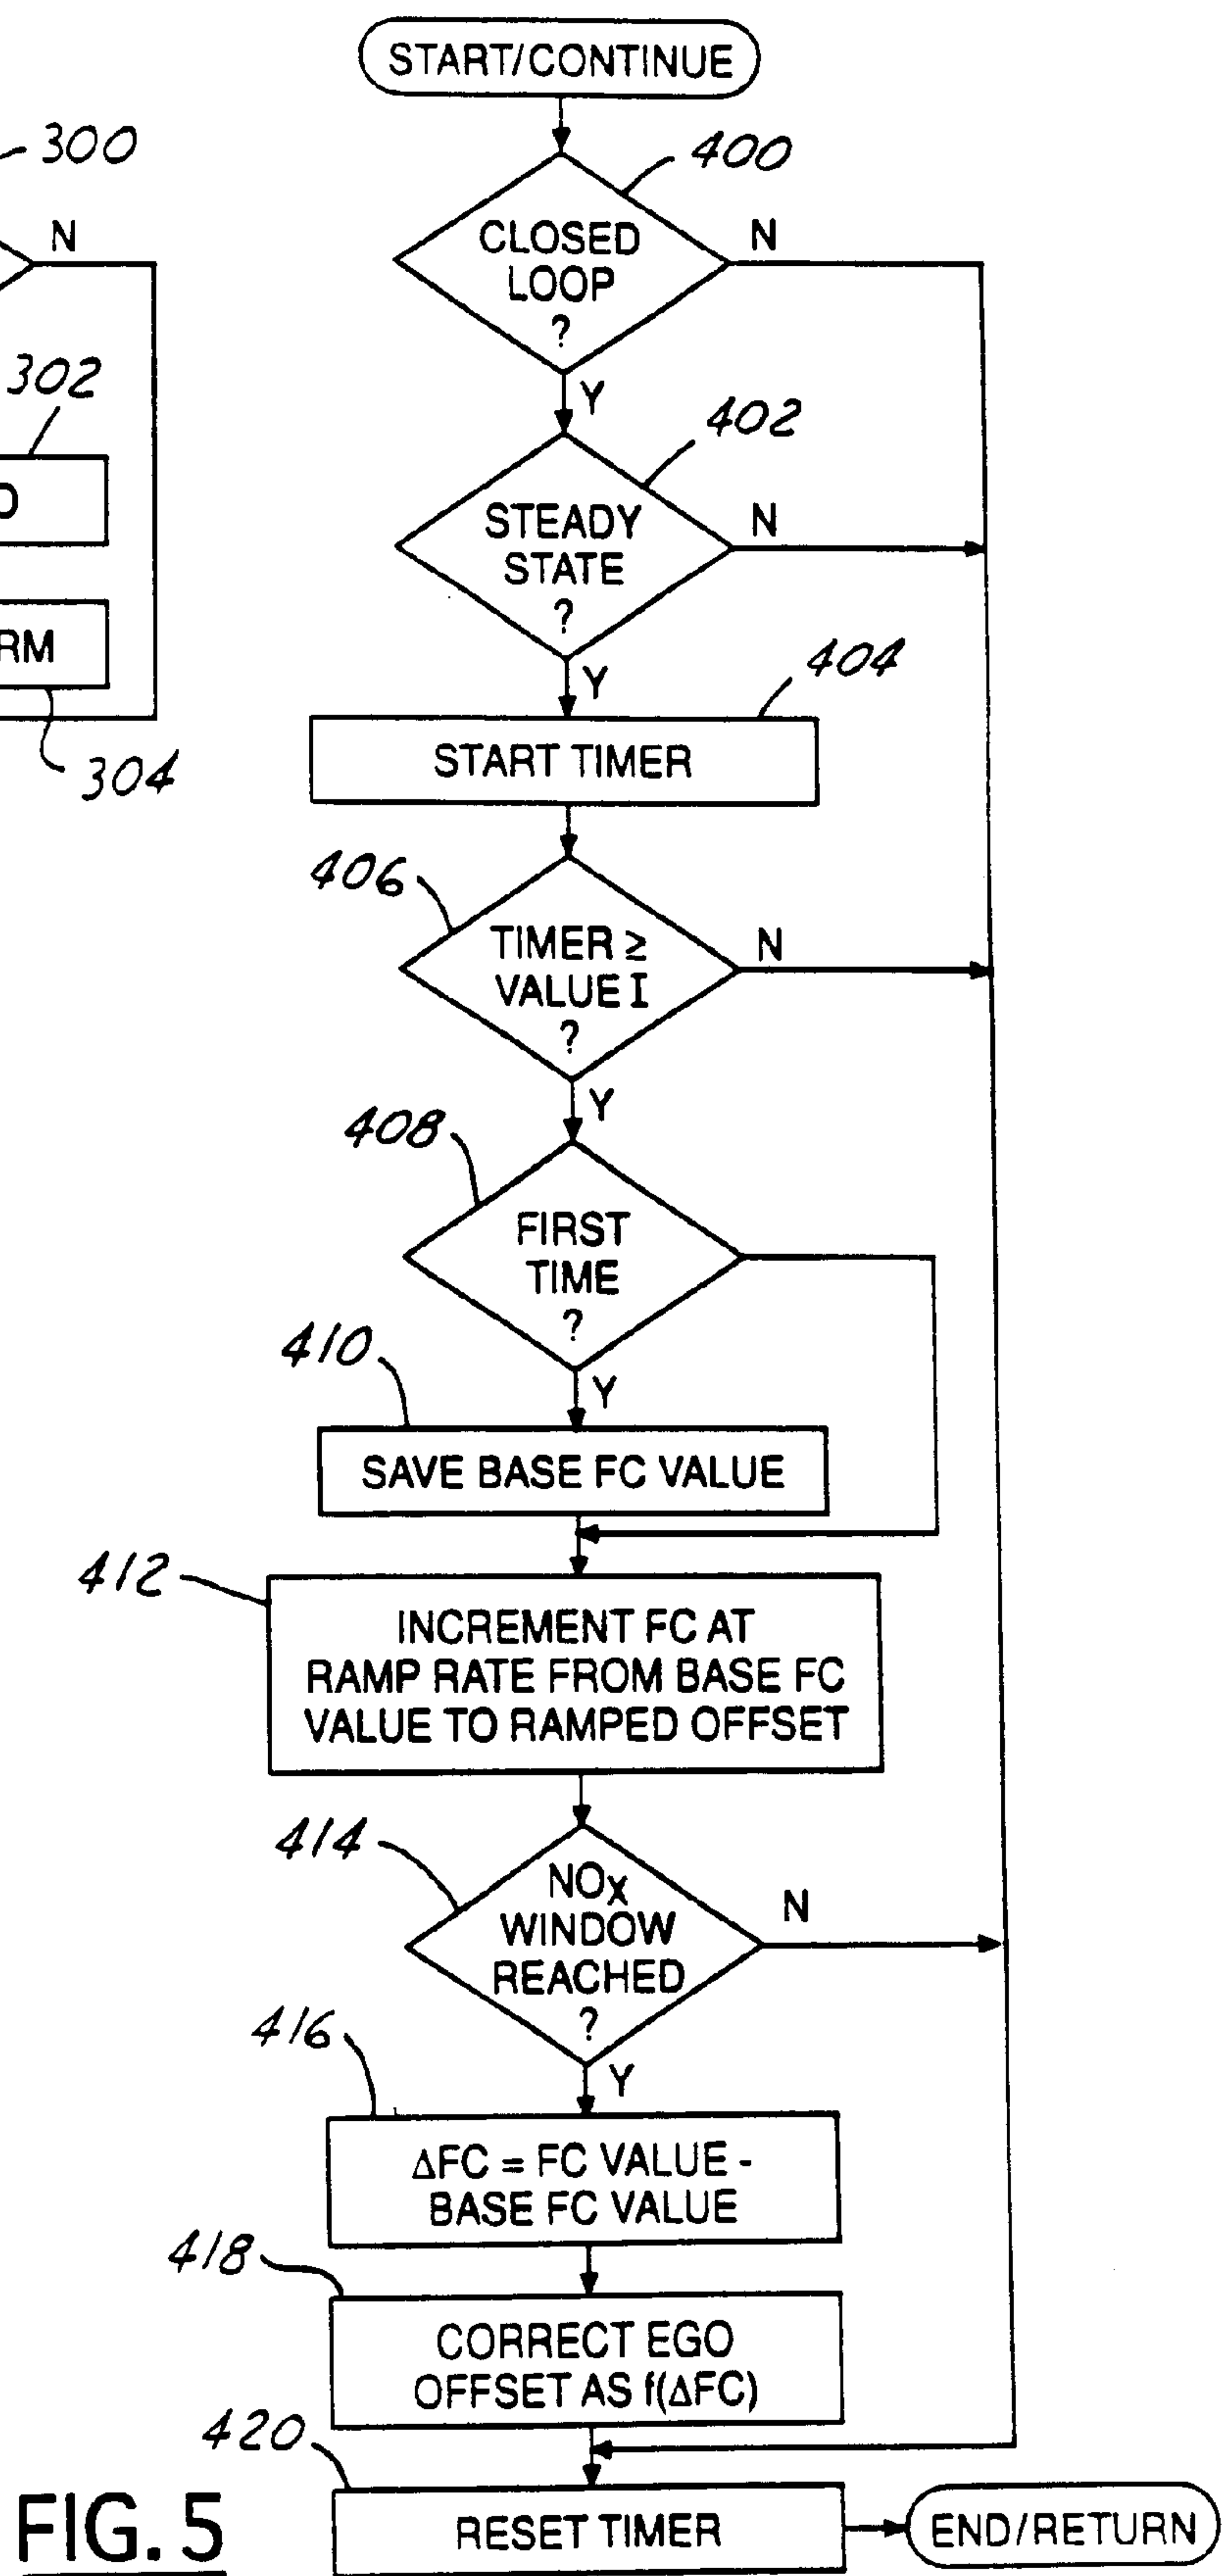 START/CONTINUE
300
400
N
CLOSED
LOOP
?
N
302
Y
402
O
STEADY
STATE
?
N
RM
304
Y
404
START TIMER
406
TIMER ≥
VALUE I
?
N
Y
408
FIRST
TIME
?
410
Y
SAVE BASE FC VALUE
412
INCREMENT FC AT
RAMP RATE FROM BASE FC
VALUE TO RAMPED OFFSET
414
NOx
WINDOW
REACHED
?
N
416
Y
ΔFC = FC VALUE -
BASE FC VALUE
418
CORRECT EGO
OFFSET AS f(ΔFC)
420
RESET TIMER
END/RETURN
FIG. 5